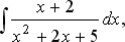 ∫ (x + 2)/(x² + 2x + 5) dx,